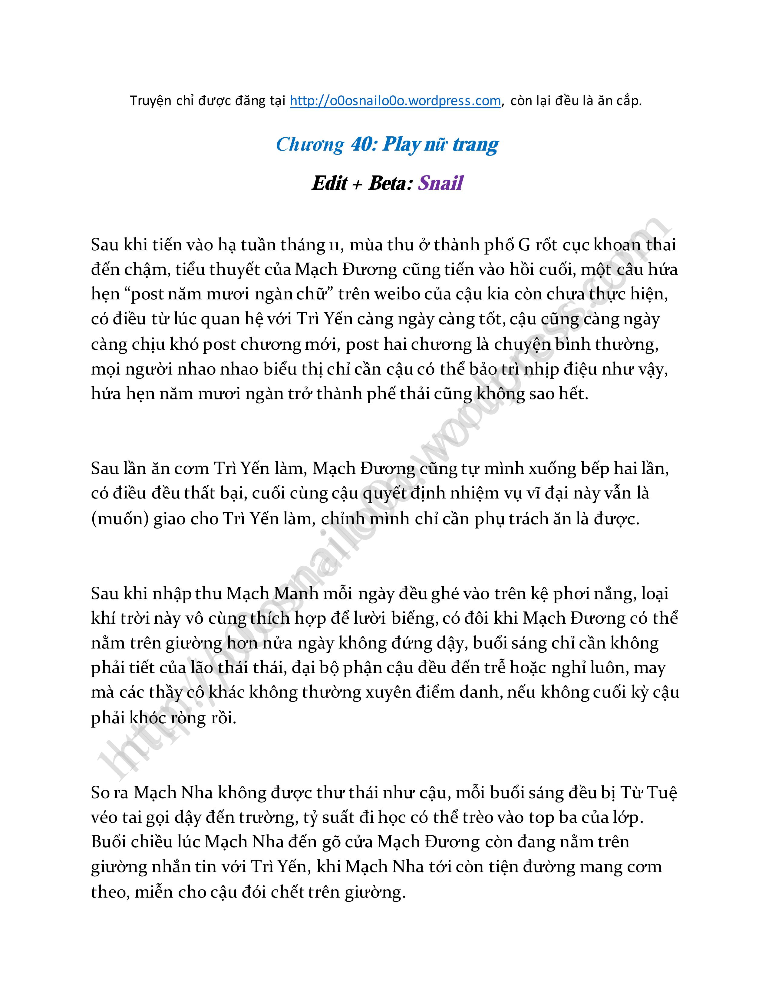 Truyện chỉ được đăng tại http://o0osnailo0o.wordpress.com, còn lại đều là ăn cắp.
Chương 40: Play nữ trang
Edit + Beta: Snail
Sau khi tiến vào hạ tuần tháng 11, mùa thu ở thành phố G rốt cục khoan thai
đến chậm, tiểu thuyết của Mạch Đương cũng tiến vào hồi cuối, một câu hứa
hẹn “post năm mươi ngàn chữ” trên weibo của cậu kia còn chưa thực hiện,
có điều từ lúc quan hệ với Trì Yến càng ngày càng tốt, cậu cũng càng ngày
càng chịu khó post chương mới, post hai chương là chuyện bình thường,
mọi người nhao nhao biểu thị chỉ cần cậu có thể bảo trì nhịp điệu như vậy,
hứa hẹn năm mươi ngàn trở thành phế thải cũng không sao hết.
Sau lần ăn cơm Trì Yến làm, Mạch Đương cũng tự mình xuống bếp hai lần,
có điều đều thất bại, cuối cùng cậu quyết định nhiệm vụ vĩ đại này vẫn là
(muốn) giao cho Trì Yến làm, chỉnh mình chỉ cần phụ trách ăn là được.
Sau khi nhập thu Mạch Manh mỗi ngày đều ghé vào trên kệ phơi nắng, loại
khí trời này vô cùng thích hợp để lười biếng, có đôi khi Mạch Đương có thể
nằm trên giường hơn nửa ngày không đứng dậy, buổi sáng chỉ cần không
phải tiết của lão thái thái, đại bộ phận cậu đều đến trễ hoặc nghỉ luôn, may
mà các thầy cô khác không thường xuyên điểm danh, nếu không cuối kỳ cậu
phải khóc ròng rồi.
So ra Mạch Nha không được thư thái như cậu, mỗi buổi sáng đều bị Từ Tuệ
véo tai gọi dậy đến trường, tỷ suất đi học có thể trèo vào top ba của lớp.
Buổi chiều lúc Mạch Nha đến gõ cửa Mạch Đương còn đang nằm trên
giường nhắn tin với Trì Yến, khi Mạch Nha tới còn tiện đường mang cơm
theo, miễn cho cậu đói chết trên giường.
http://o0osnailo0o.wordpress.com